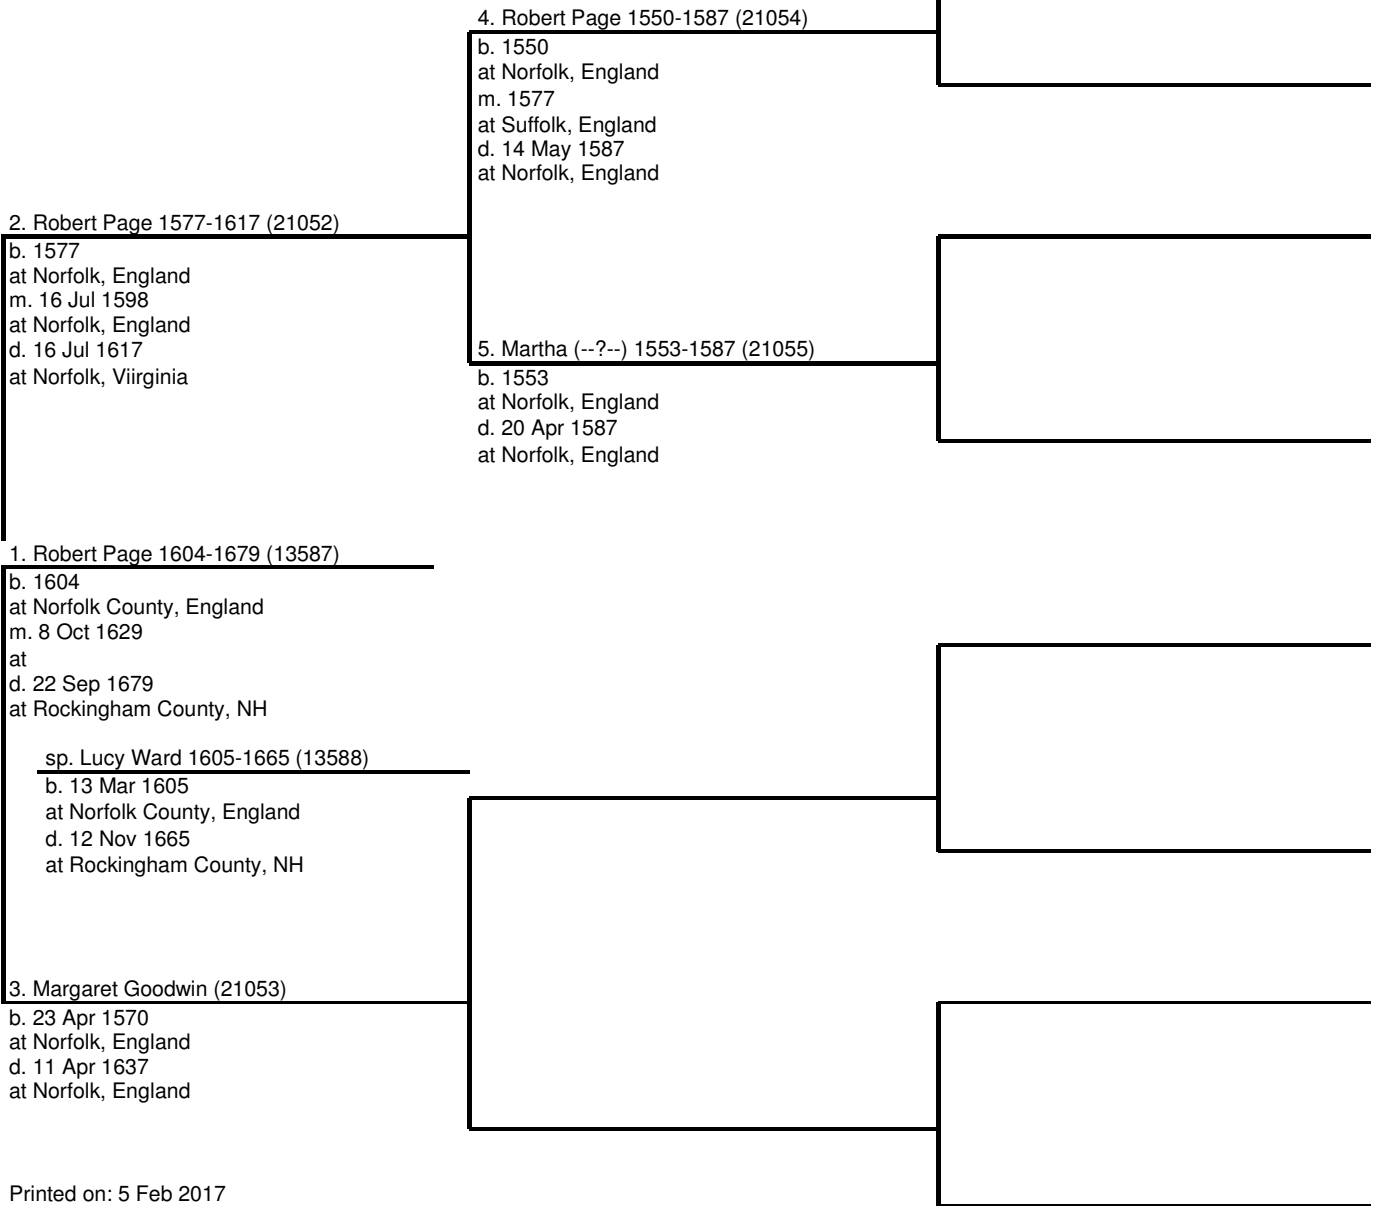 4. Robert Page 1550-1587 (21054)
b. 1550
at Norfolk, England
m. 1577
at Suffolk, England
d. 14 May 1587
at Norfolk, England
2. Robert Page 1577-1617 (21052)
b. 1577
at Norfolk, England
m. 16 Jul 1598
at Norfolk, England
d. 16 Jul 1617
at Norfolk, Viirginia
5. Martha (--?--) 1553-1587 (21055)
b. 1553
at Norfolk, England
d. 20 Apr 1587
at Norfolk, England
1. Robert Page 1604-1679 (13587)
b. 1604
at Norfolk County, England
m. 8 Oct 1629
at
d. 22 Sep 1679
at Rockingham County, NH
sp. Lucy Ward 1605-1665 (13588)
b. 13 Mar 1605
at Norfolk County, England
d. 12 Nov 1665
at Rockingham County, NH
3. Margaret Goodwin (21053)
b. 23 Apr 1570
at Norfolk, England
d. 11 Apr 1637
at Norfolk, England
Printed on: 5 Feb 2017